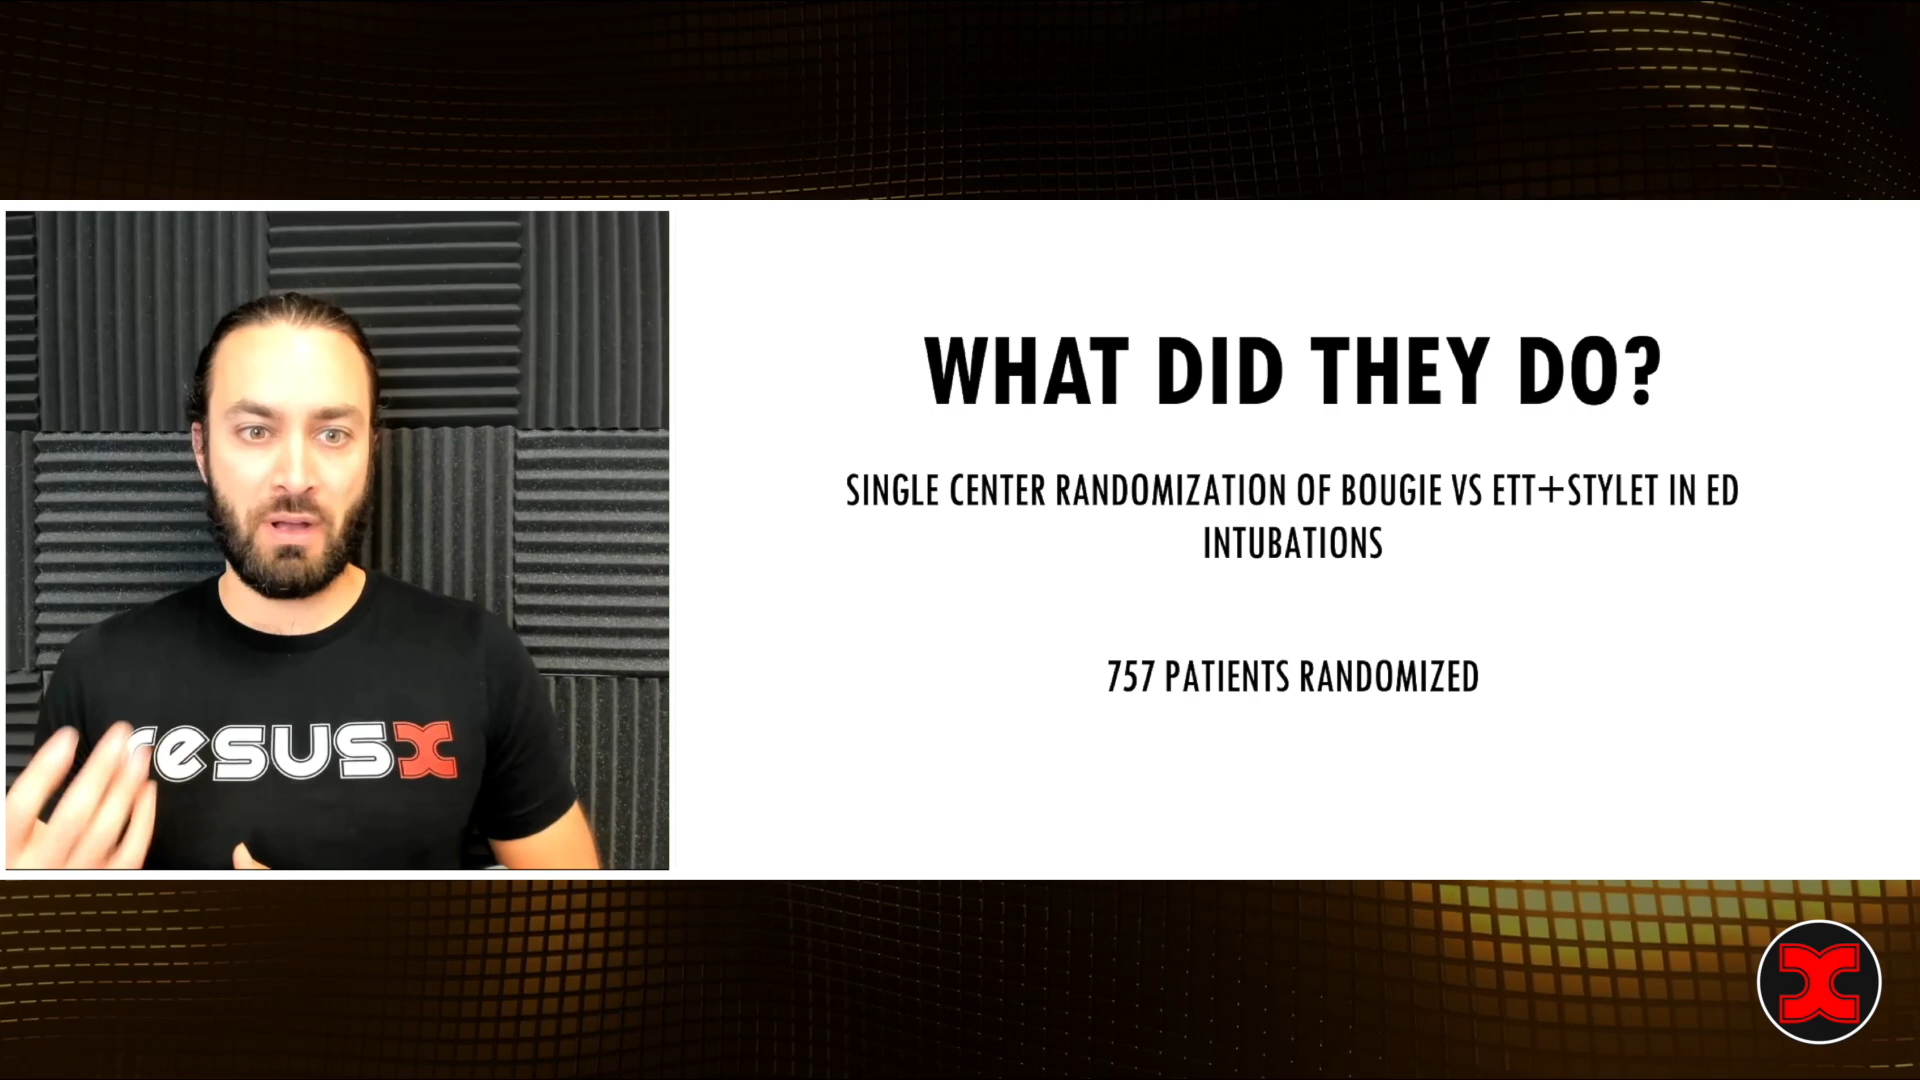 WHAT DID THEY DO?
SINGLE CENTER RANDOMIZATION OF BOUGIE VS ETT+STYLET IN ED
INTUBATIONS
757 PATIENTS RANDOMIZED
resusx